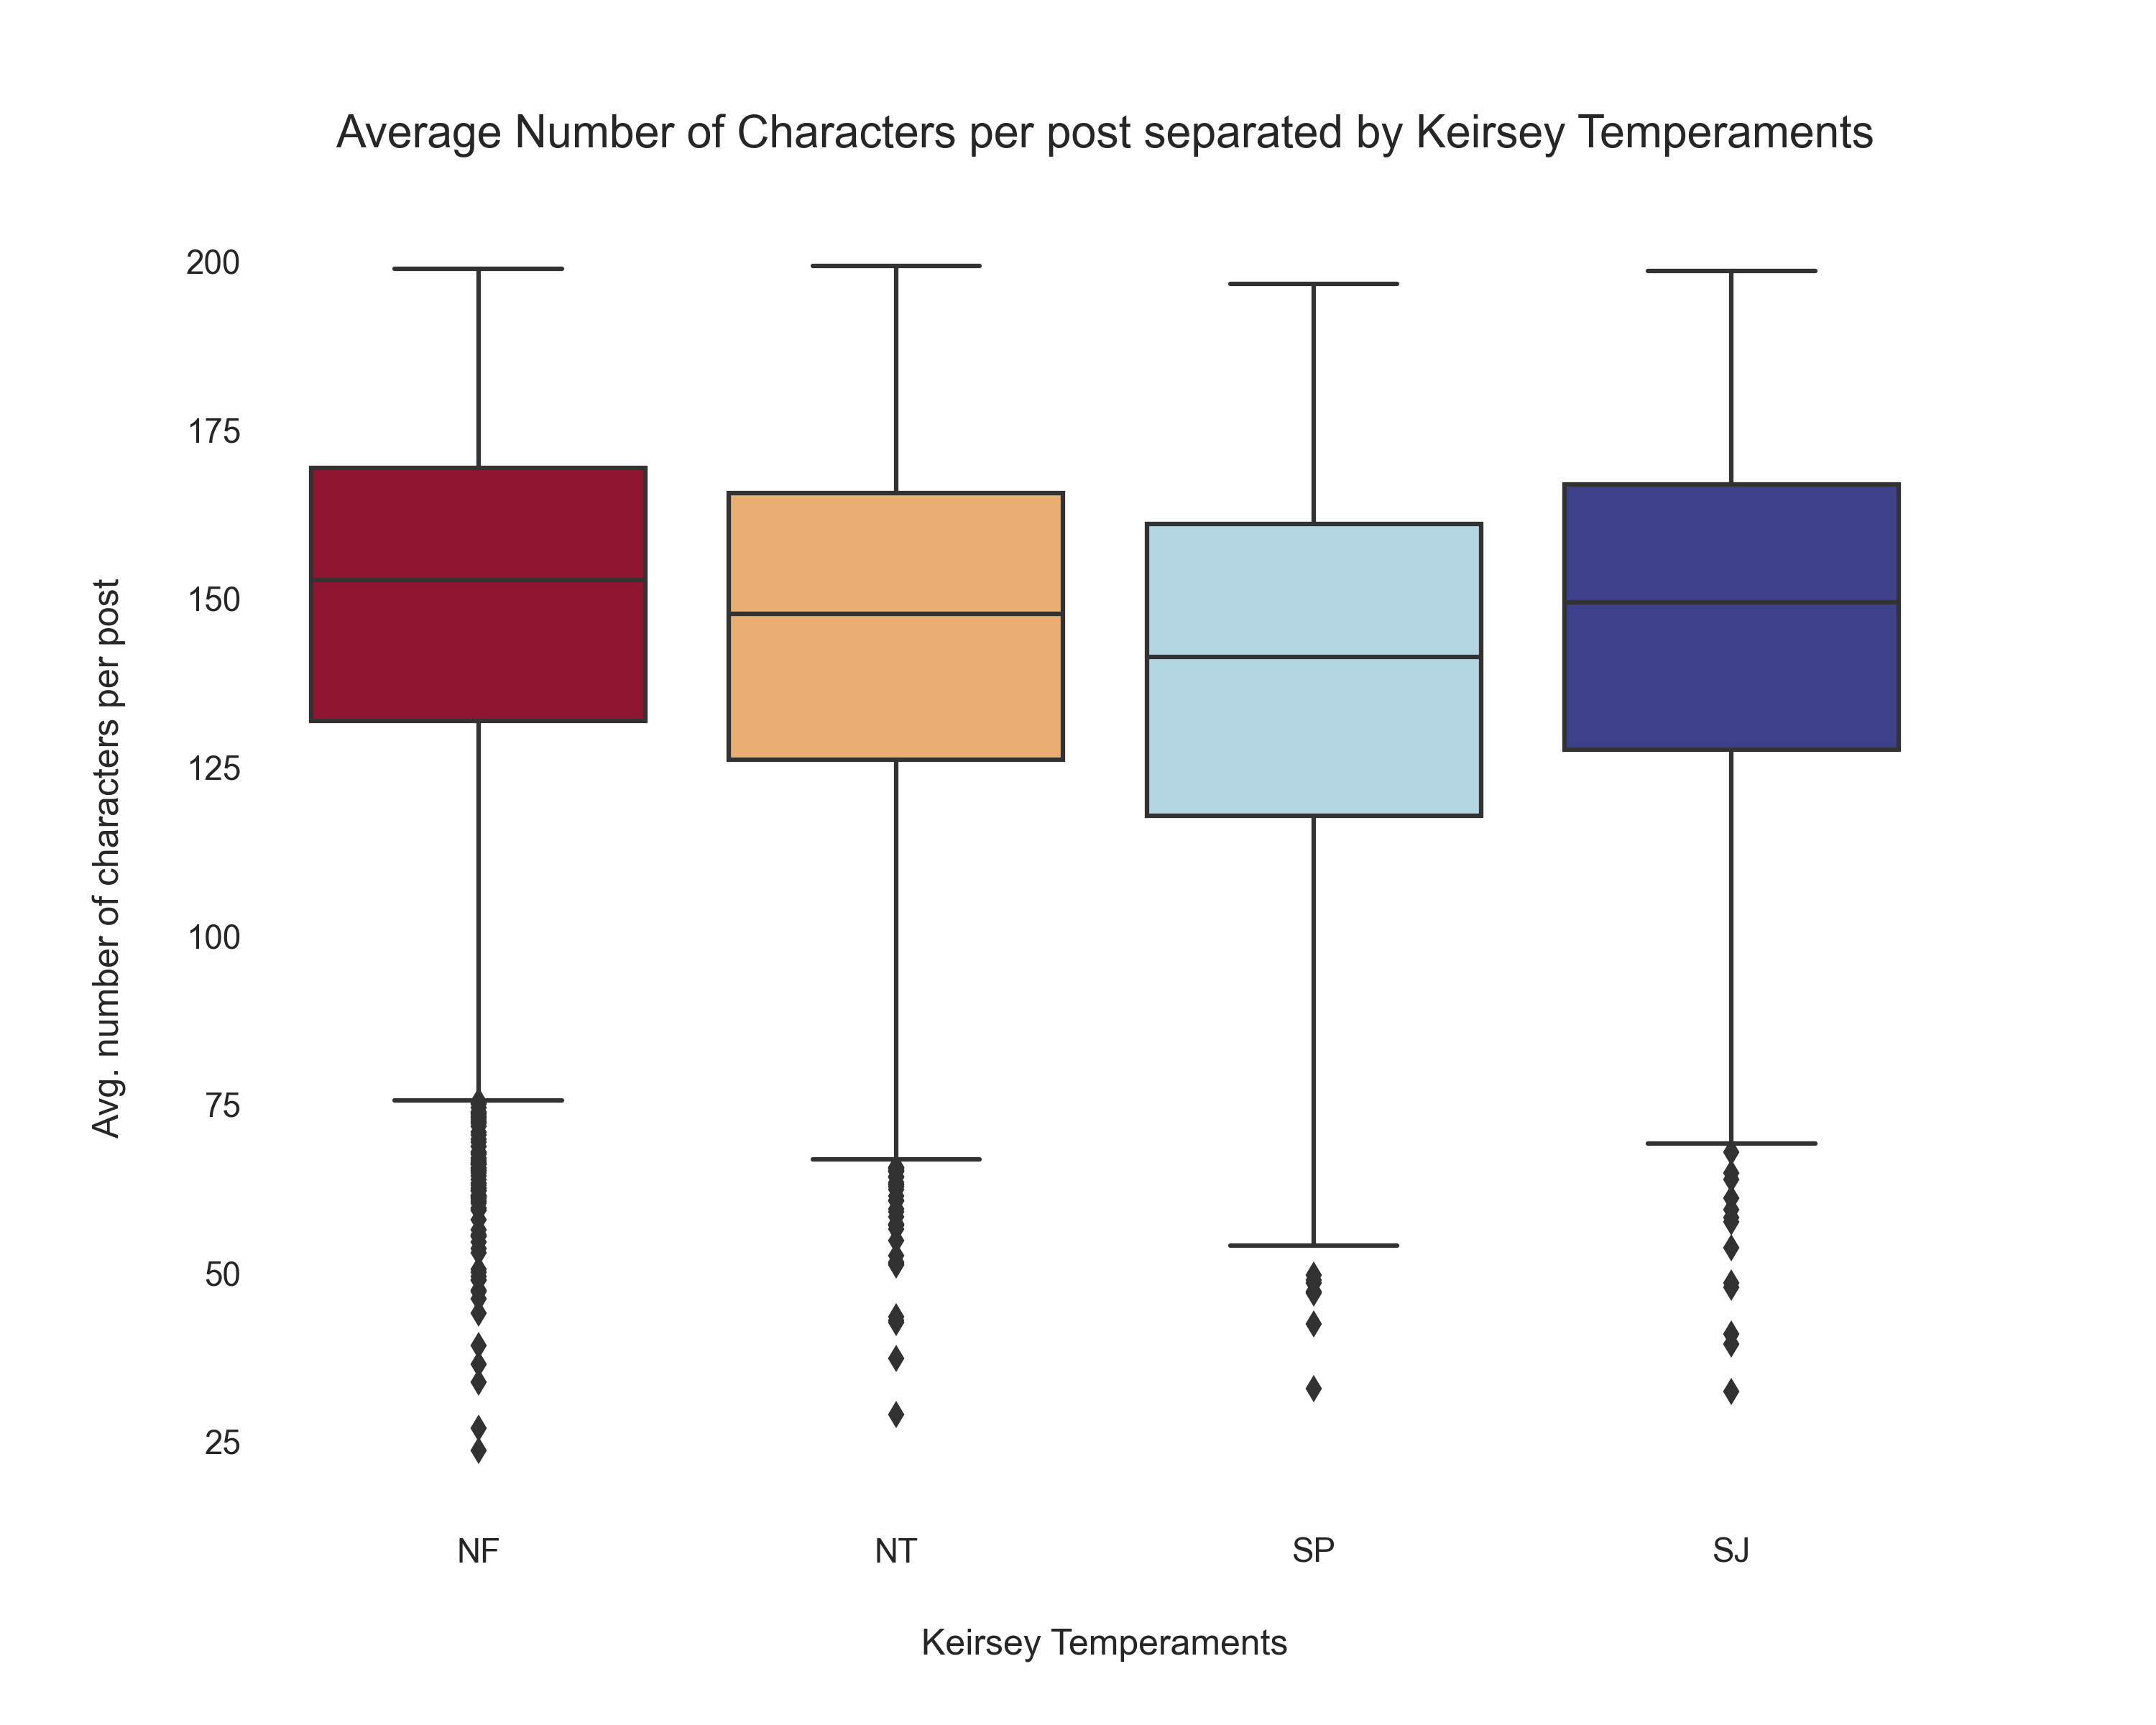 Average Number of Characters per post separated by Keirsey Temperaments
200
175
150
125
100
75
50
25
Avg. number of characters per post
NF NT SP SJ
Keirsey Temperaments